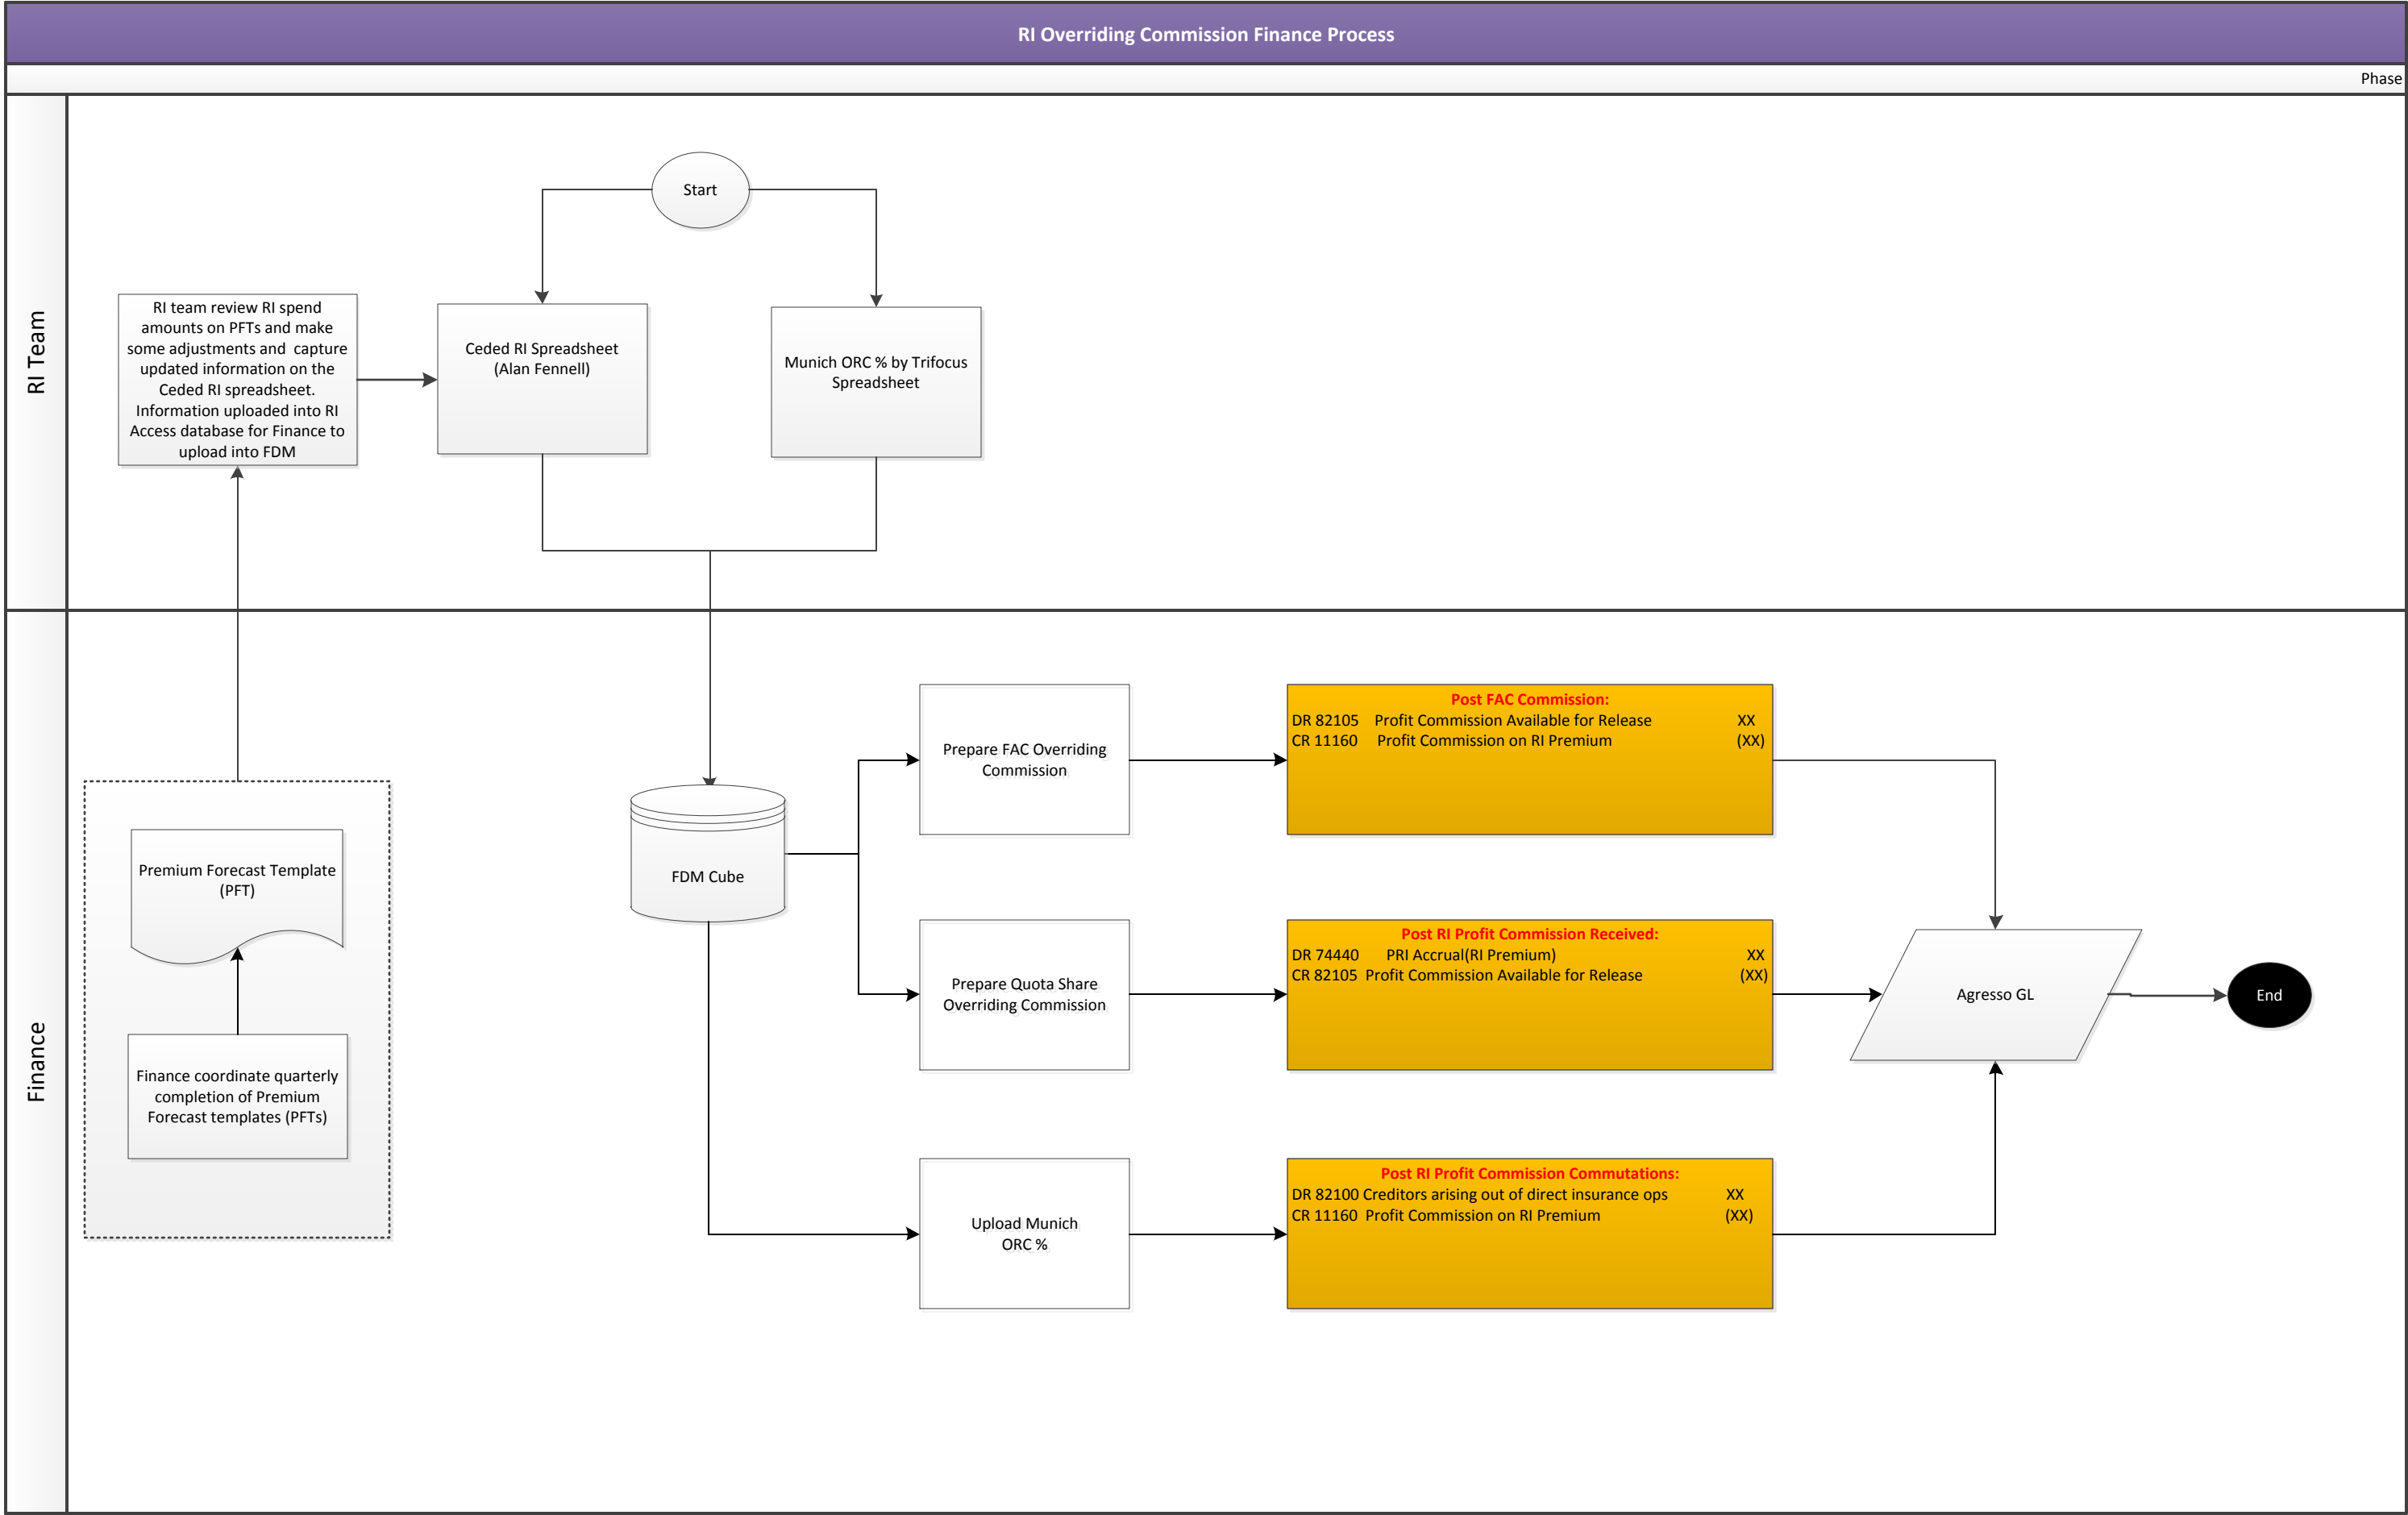 RI Overriding Commission Finance Process
Phase
RI Team
Start
RI team review RI spend
amounts on PFTs and make
some adjustments and capture
updated information on the
Ceded RI spreadsheet.
Information uploaded into RI
Access database for Finance to
upload into FDM
Ceded RI Spreadsheet
(Alan Fennell)
Munich ORC % by Trifocus
Spreadsheet
Finance
Premium Forecast Template
(PFT)
Finance coordinate quarterly
completion of Premium
Forecast templates (PFTs)
FDM Cube
Prepare FAC Overriding
Commission
Post FAC Commission:
DR 82105 Profit Commission Available for Release XX
CR 11160 Profit Commission on RI Premium (XX)
Prepare Quota Share
Overriding Commission
Post RI Profit Commission Received:
DR 74440 PRI Accrual(RI Premium) XX
CR 82105 Profit Commission Available for Release (XX)
Upload Munich
ORC %
Post RI Profit Commission Commutations:
DR 82100 Creditors arising out of direct insurance ops XX
CR 11160 Profit Commission on RI Premium (XX)
Agresso GL
End